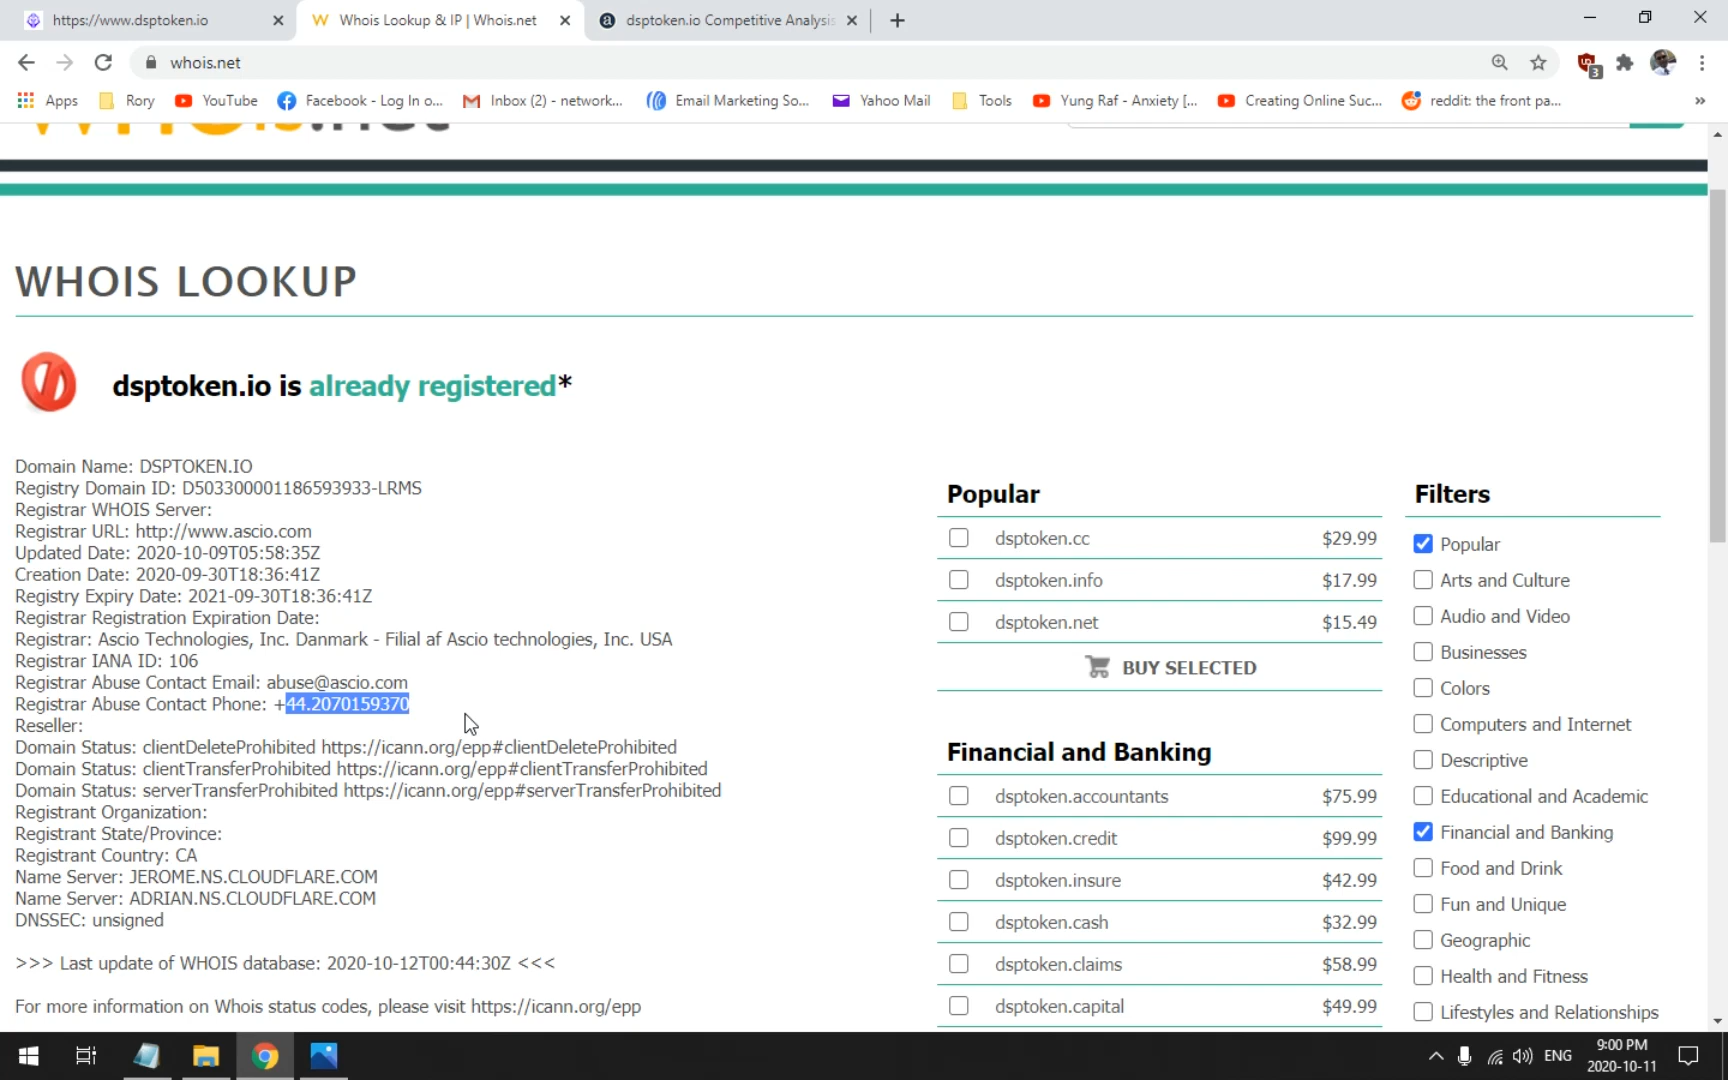 https://www.dsptoken.io
Whois Lookup & IP | Whois.net
dsptoken.io Competitive Analysis
whois.net
3
Apps
Rory
YouTube
Facebook - Log In o...
Inbox (2) - network...
Email Marketing So...
Yahoo Mail
Tools
Yung Raf - Anxiety [...
Creating Online Suc...
reddit: the front pa...
»
WHOIS LOOKUP
dsptoken.io is already registered*
Domain Name: DSPTOKEN.IO
Registry Domain ID: D503300001186593933-LRMS
Registrar WHOIS Server:
Registrar URL: http://www.ascio.com
Updated Date: 2020-10-09T05:58:35Z
Creation Date: 2020-09-30T18:36:41Z
Registry Expiry Date: 2021-09-30T18:36:41Z
Registrar Registration Expiration Date:
Registrar: Ascio Technologies, Inc. Danmark - Filial af Ascio technologies, Inc. USA
Registrar IANA ID: 106
Registrar Abuse Contact Email: abuse@ascio.com
Registrar Abuse Contact Phone: +44.2070159370
Reseller:
Domain Status: clientDeleteProhibited https://icann.org/epp#clientDeleteProhibited
Domain Status: clientTransferProhibited https://icann.org/epp#clientTransferProhibited
Domain Status: serverTransferProhibited https://icann.org/epp#serverTransferProhibited
Registrant Organization:
Registrant State/Province:
Registrant Country: CA
Name Server: JEROME.NS.CLOUDFLARE.COM
Name Server: ADRIAN.NS.CLOUDFLARE.COM
DNSSEC: unsigned
>>> Last update of WHOIS database: 2020-10-12T00:44:30Z <<<
For more information on Whois status codes, please visit https://icann.org/epp
Popular
dsptoken.cc $29.99
dsptoken.info $17.99
dsptoken.net $15.49
BUY SELECTED
Financial and Banking
dsptoken.accountants $75.99
dsptoken.credit $99.99
dsptoken.insure $42.99
dsptoken.cash $32.99
dsptoken.claims $58.99
dsptoken.capital $49.99
Filters
Popular
Arts and Culture
Audio and Video
Businesses
Colors
Computers and Internet
Descriptive
Educational and Academic
Financial and Banking
Food and Drink
Fun and Unique
Geographic
Health and Fitness
Lifestyles and Relationships
ENG
9:00 PM
2020-10-11